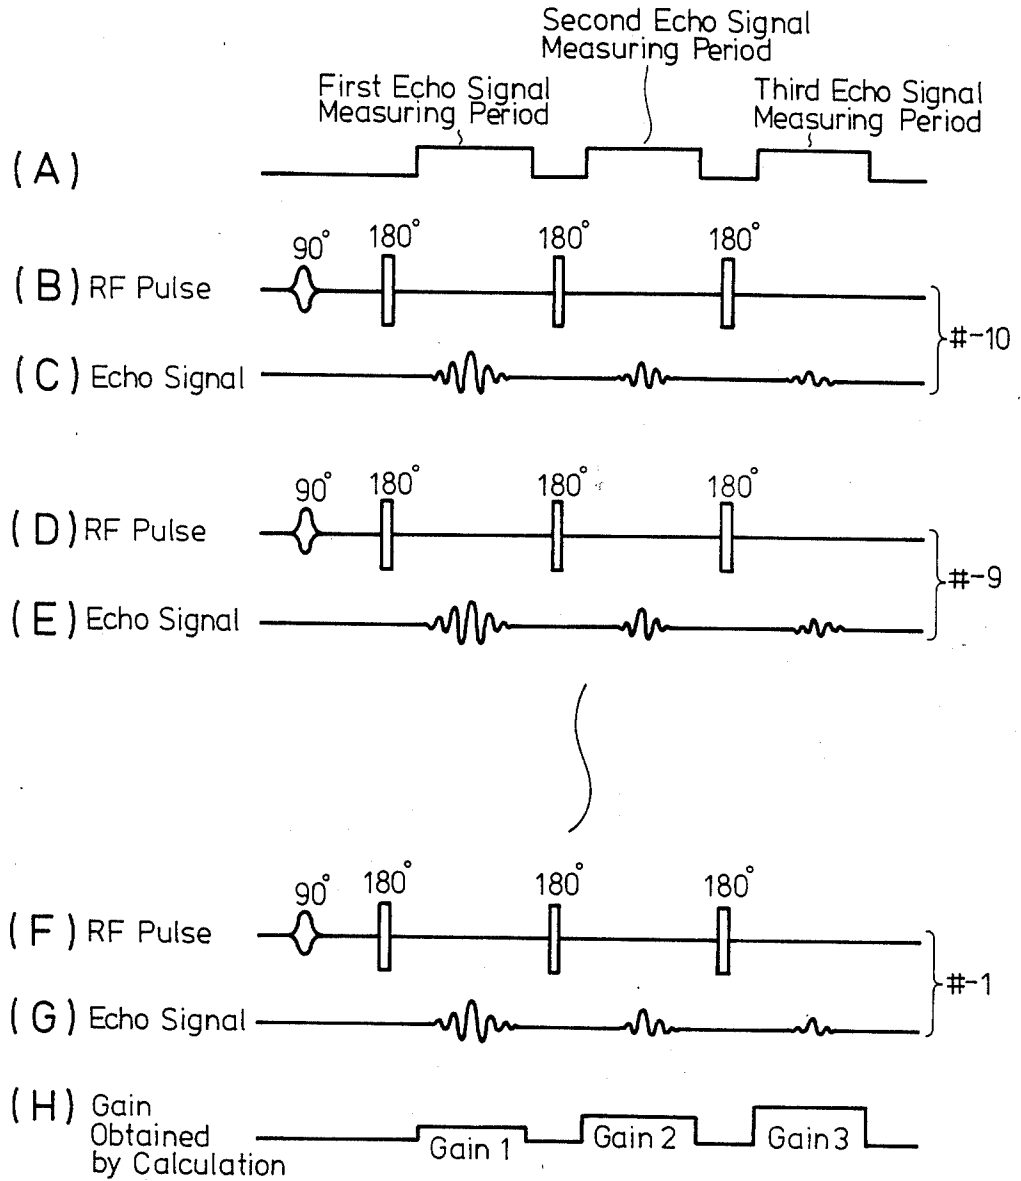 Second Echo Signal
Measuring Period
First Echo Signal
Measuring Period
Third Echo Signal
Measuring Period
(A)
90° 180° 180° 180°
(B) RF Pulse
#-10
(C) Echo Signal
90° 180° 180° 180°
(D) RF Pulse
#-9
(E) Echo Signal
90° 180° 180° 180°
(F) RF Pulse
#-1
(G) Echo Signal
(H) Gain
Obtained
by Calculation
Gain 1 Gain 2 Gain 3